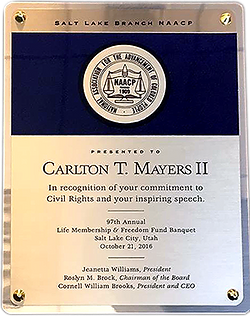 SALT LAKE BRANCH NAACP
NATIONAL ASSOCIATION FOR THE ADVANCEMENT OF COLORED PEOPLE
NAACP
1909
PRESENTED TO
CARLTON T. MAYERS II
In recognition of your commitment to
Civil Rights and your inspiring speech.
97th Annual
Life Membership & Freedom Fund Banquet
Salt Lake City, Utah
October 21, 2016
Jeanetta Williams, President
Roslyn M. Brock, Chairman of the Board
Cornell William Brooks, President and CEO